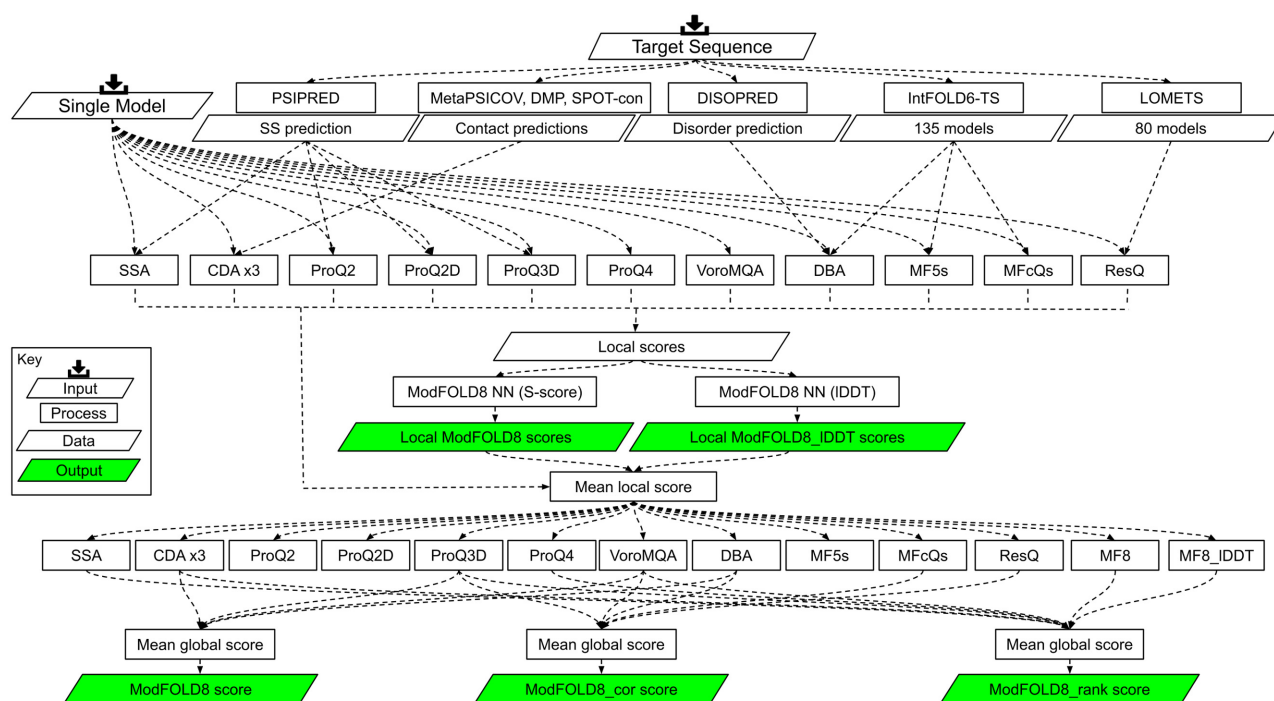 Target Sequence
Single Model
PSIPRED
MetaPSICOV, DMP, SPOT-con
DISOPRED
IntFOLD6-TS
LOMETS
SS prediction
Contact predictions
Disorder prediction
135 models
80 models
SSA
CDA x3
ProQ2
ProQ2D
ProQ3D
ProQ4
VoroMQA
DBA
MF5s
MFcQs
ResQ
Local scores
Key
Input
Process
Data
Output
ModFOLD8 NN (S-score)
ModFOLD8 NN (lDDT)
Local ModFOLD8 scores
Local ModFOLD8_lDDT scores
Mean local score
SSA
CDA x3
ProQ2
ProQ2D
ProQ3D
ProQ4
VoroMQA
DBA
MF5s
MFcQs
ResQ
MF8
MF8_lDDT
Mean global score
Mean global score
Mean global score
ModFOLD8 score
ModFOLD8_cor score
ModFOLD8_rank score